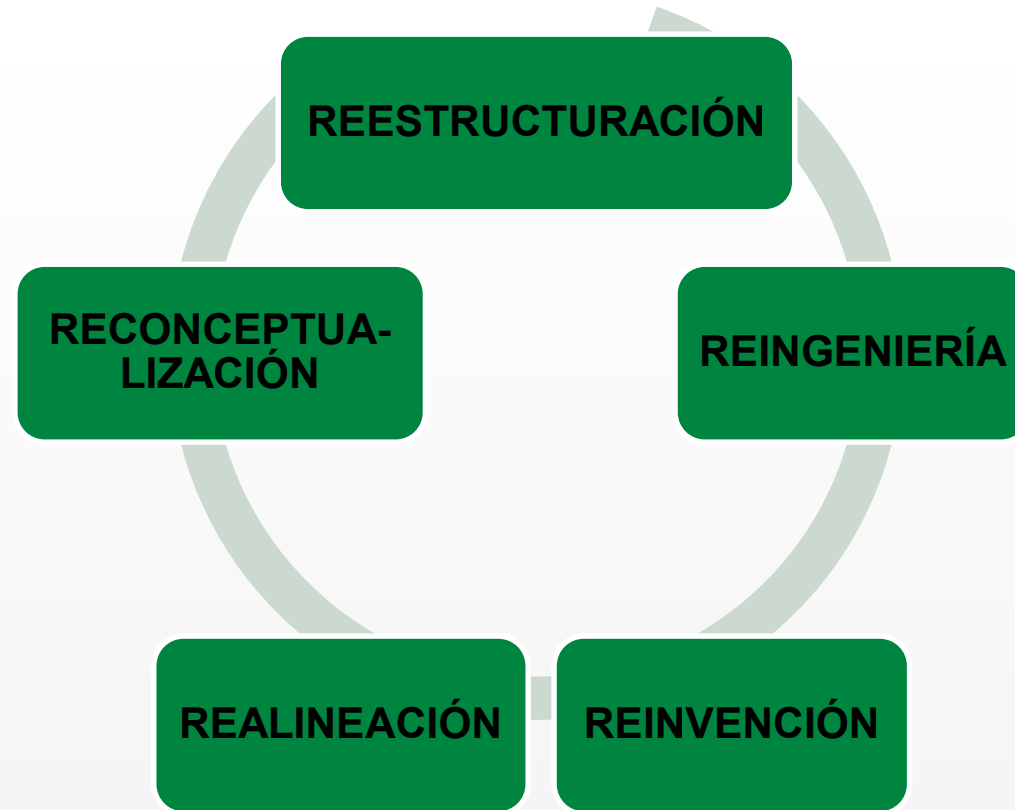 REESTRUCTURACIÓN
RECONCEPTUA-
LIZACIÓN
REINGENIERÍA
REALINEACIÓN
REINVENCIÓN